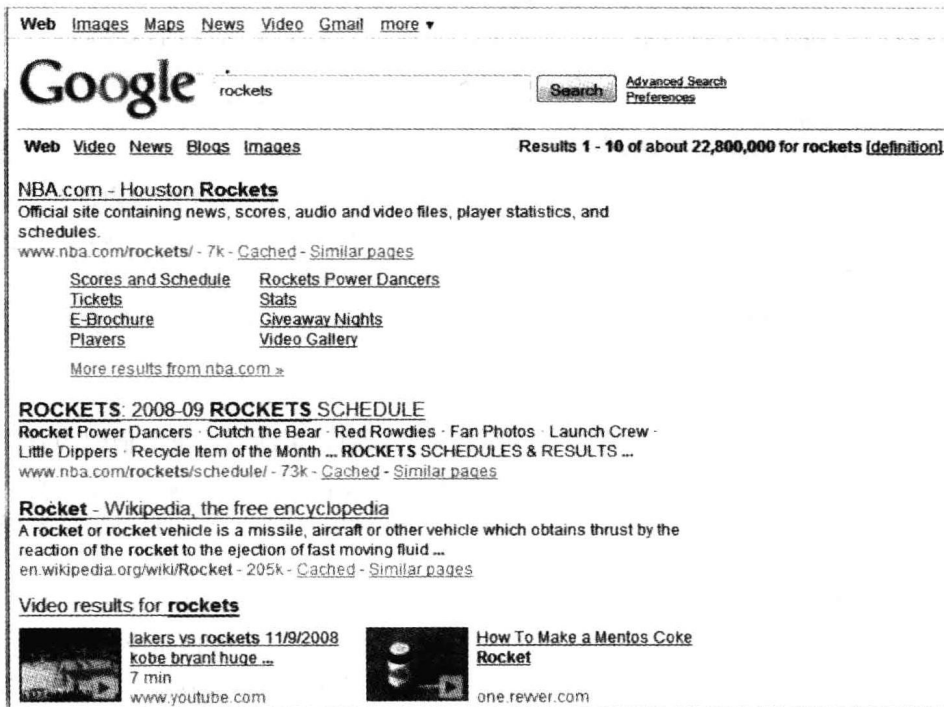 Web Images Maps News Video Gmail more ▼
Google rockets Search Advanced Search
Preferences
Web Video News Blogs Images Results 1 - 10 of about 22,800,000 for rockets [definition].
NBA.com - Houston Rockets
Official site containing news, scores, audio and video files, player statistics, and
schedules.
www.nba.com/rockets/ - 7k - Cached - Similar pages
Scores and Schedule Rockets Power Dancers
Tickets Stats
E-Brochure Giveaway Nights
Players Video Gallery
More results from nba.com »
ROCKETS: 2008-09 ROCKETS SCHEDULE
Rocket Power Dancers · Clutch the Bear · Red Rowdies · Fan Photos · Launch Crew ·
Little Dippers · Recycle Item of the Month ... ROCKETS SCHEDULES & RESULTS ...
www.nba.com/rockets/schedule/ - 73k - Cached - Similar pages
Rocket - Wikipedia, the free encyclopedia
A rocket or rocket vehicle is a missile, aircraft or other vehicle which obtains thrust by the
reaction of the rocket to the ejection of fast moving fluid ...
en.wikipedia.org/wiki/Rocket - 205k - Cached - Similar pages
Video results for rockets
lakers vs rockets 11/9/2008
kobe bryant huge ...
7 min
www.youtube.com
How To Make a Mentos Coke
Rocket
one.revver.com